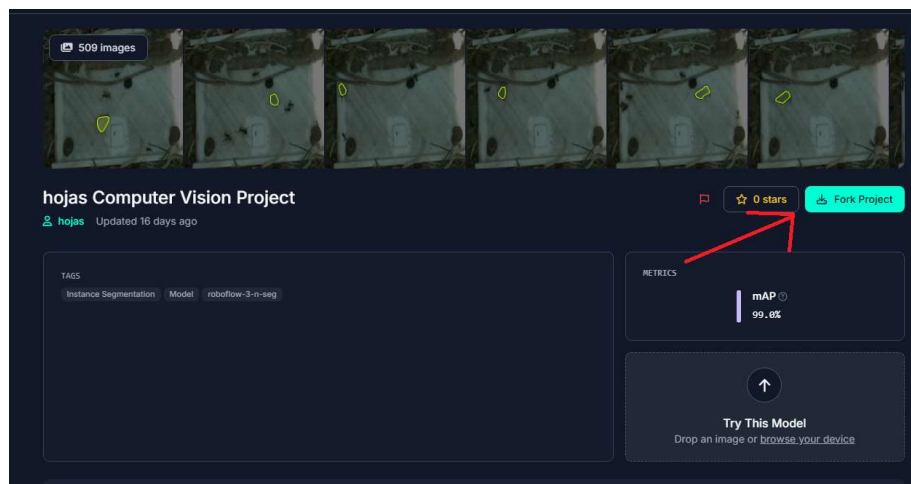 509 images
hojas Computer Vision Project
0 stars
Fork Project
hojas Updated 16 days ago
TAGS
Instance Segmentation Model roboflow-3-n-seg
METRICS
mAP
99.0%
Try This Model
Drop an image or browse your device